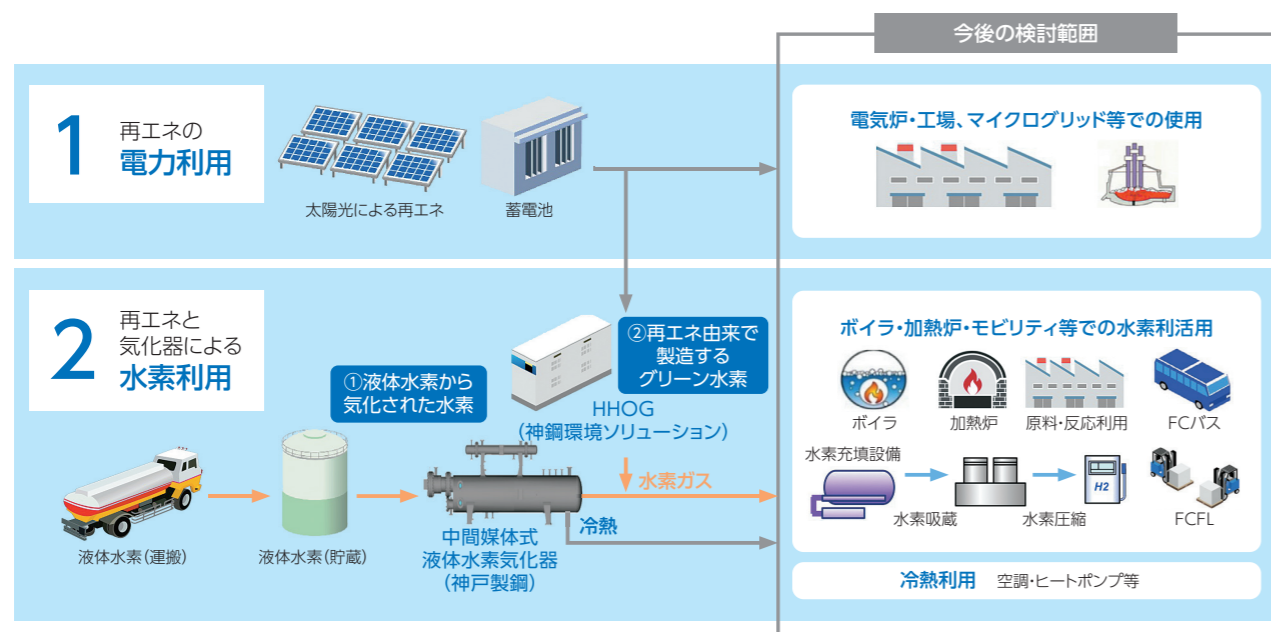 今後の検討範囲
1
再エネの
電力利用
太陽光による再エネ
蓄電池
電気炉・工場、マイクログリッド等での使用
2
再エネと
気化器による
水素利用
①液体水素から
気化された水素
②再エネ由来で
製造する
グリーン水素
HHOG
(神鋼環境ソリューション)
水素ガス
冷熱
液体水素(運搬)
液体水素(貯蔵)
中間媒体式
液体水素気化器
(神戸製鋼)
ボイラ・加熱炉・モビリティ等での水素利活用
ボイラ
加熱炉
原料・反応利用
FCバス
水素充填設備
H2
水素吸蔵
水素圧縮
FCFL
冷熱利用 空調・ヒートポンプ等